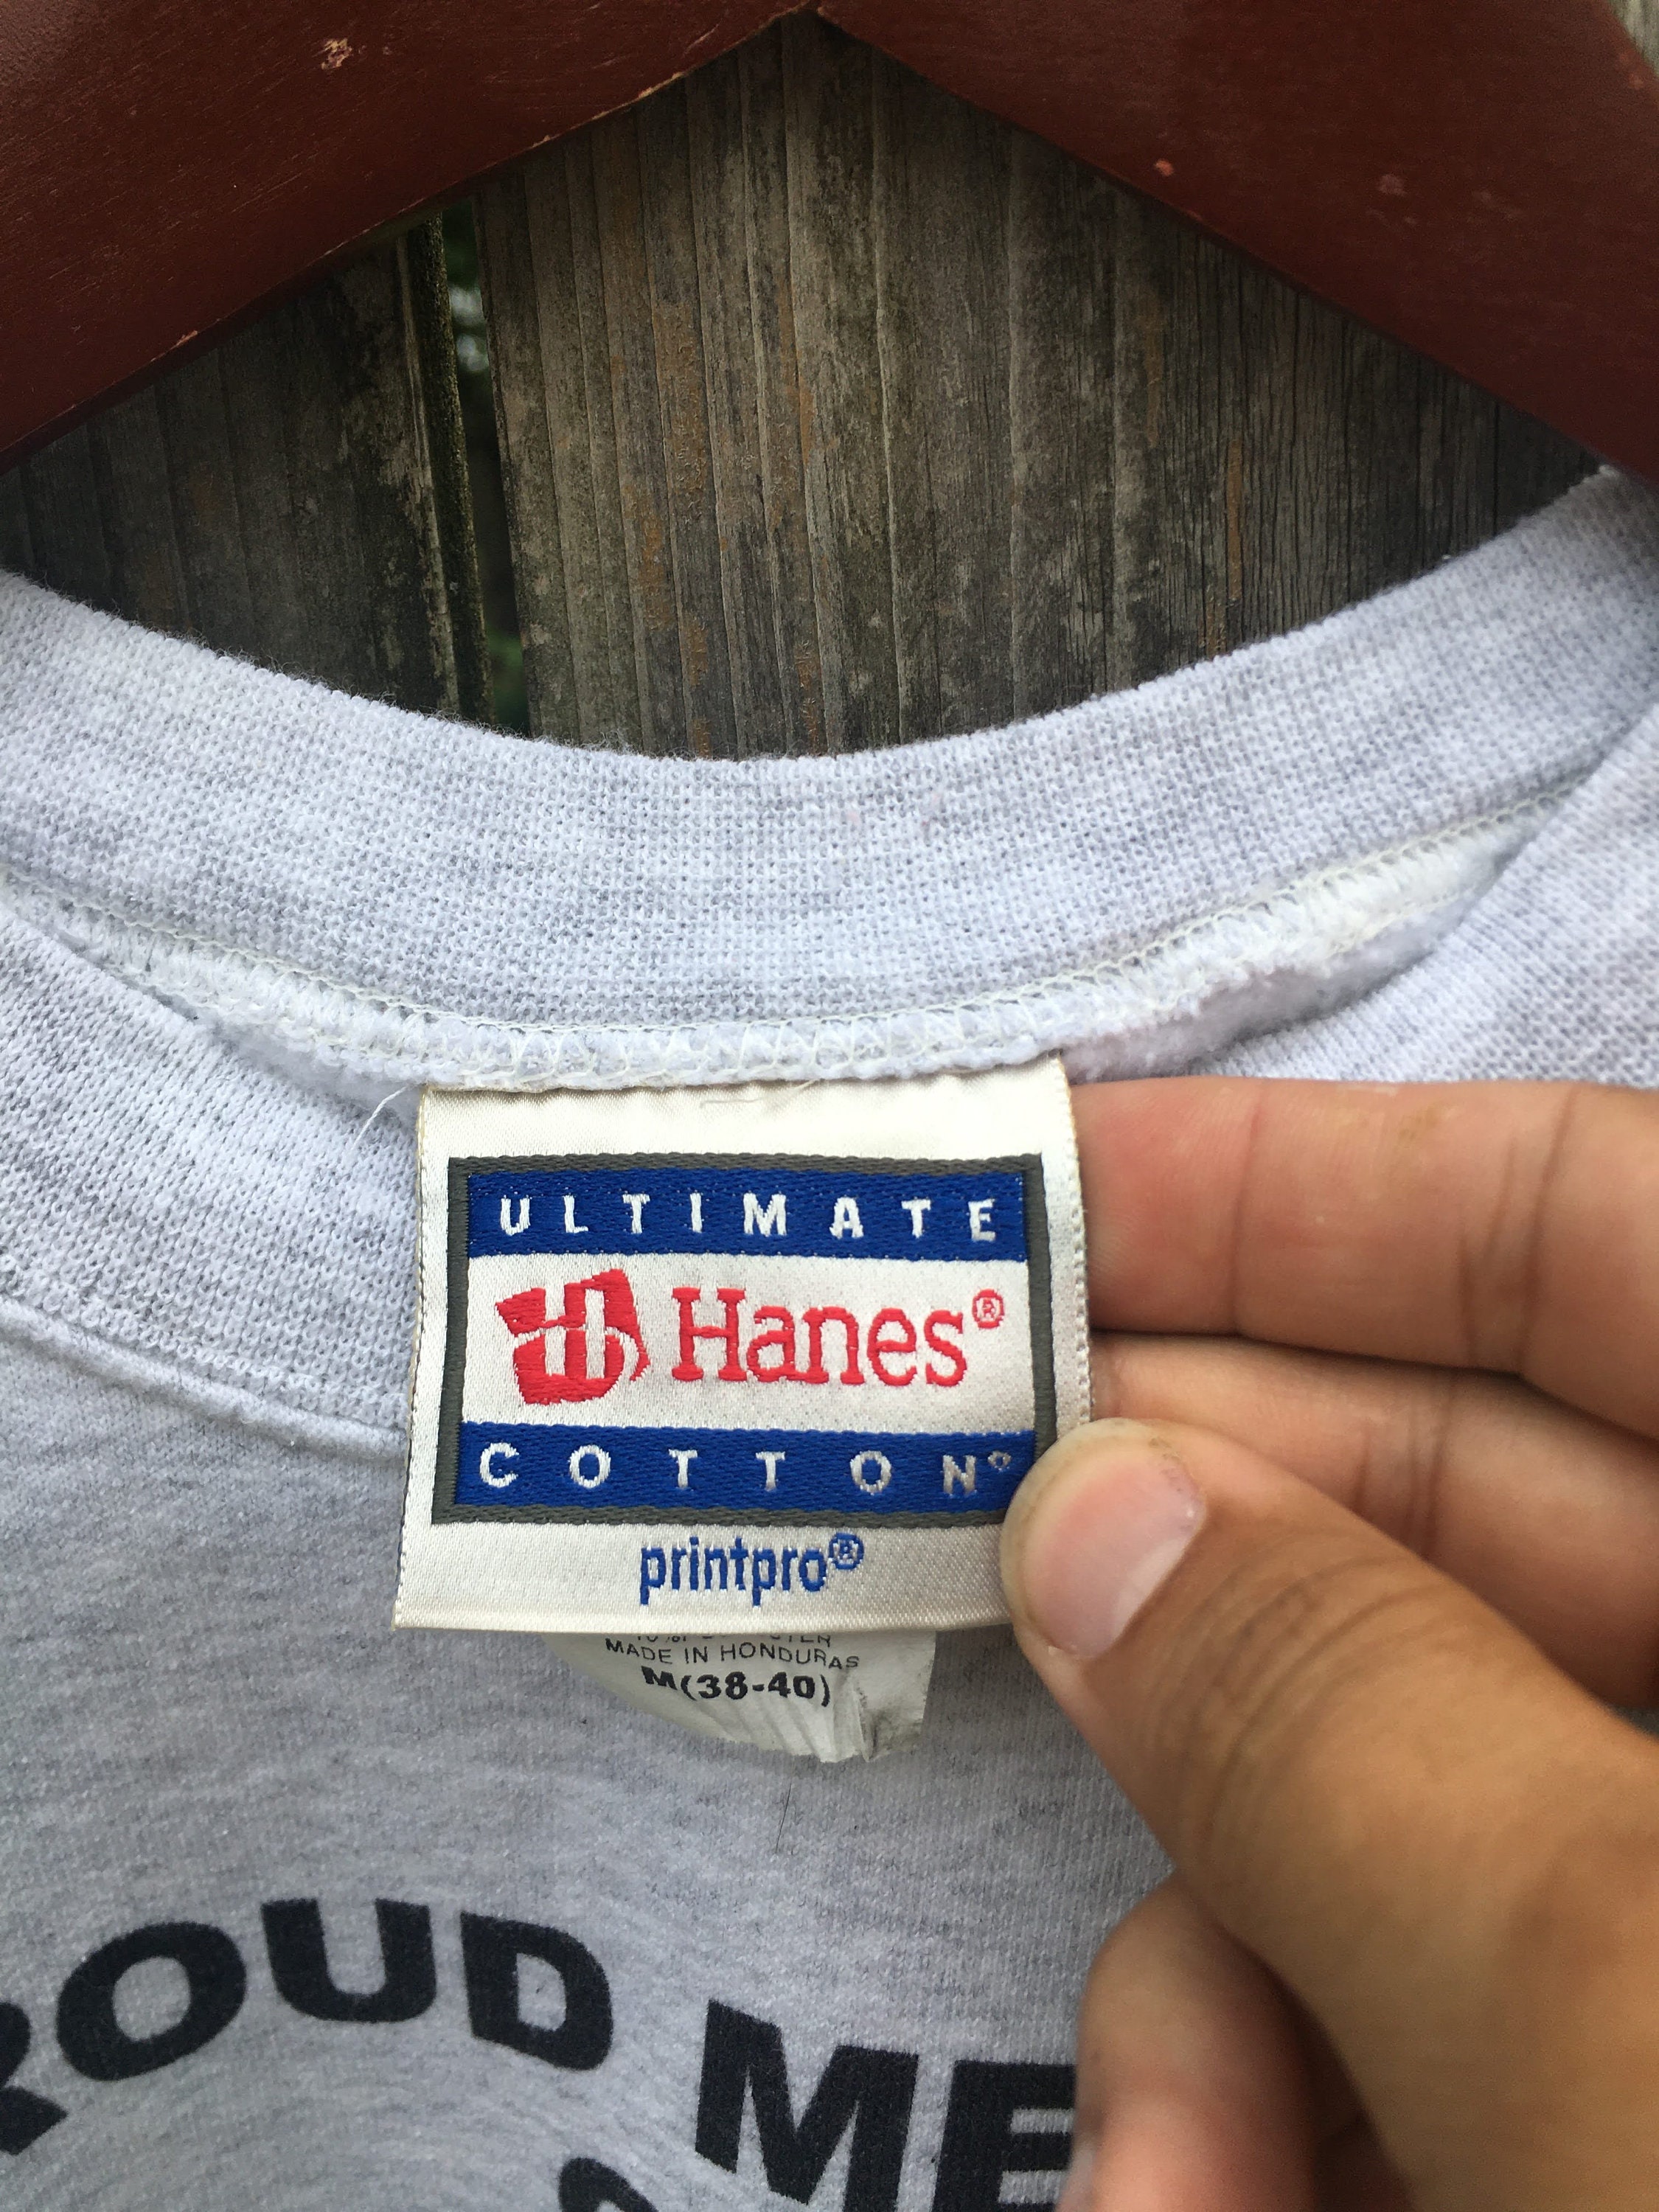 ULTIMATE
Hanes®
COTTON®
printpro®
MADE IN HONDURAS
M(38-40)
ROUD ME